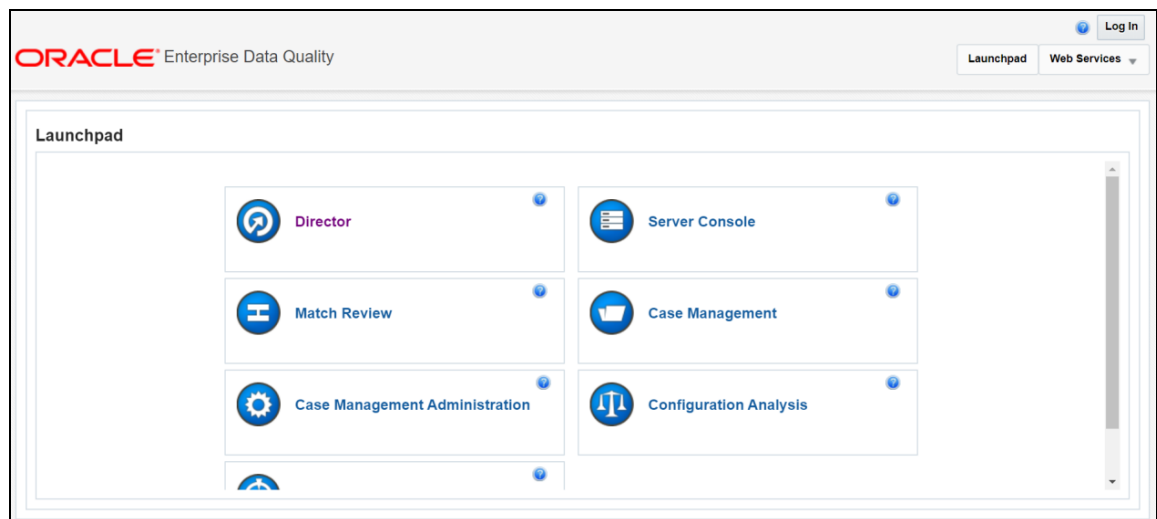 Log In
ORACLE® Enterprise Data Quality
Launchpad Web Services
Launchpad
Director
Server Console
Match Review
Case Management
Case Management Administration
Configuration Analysis